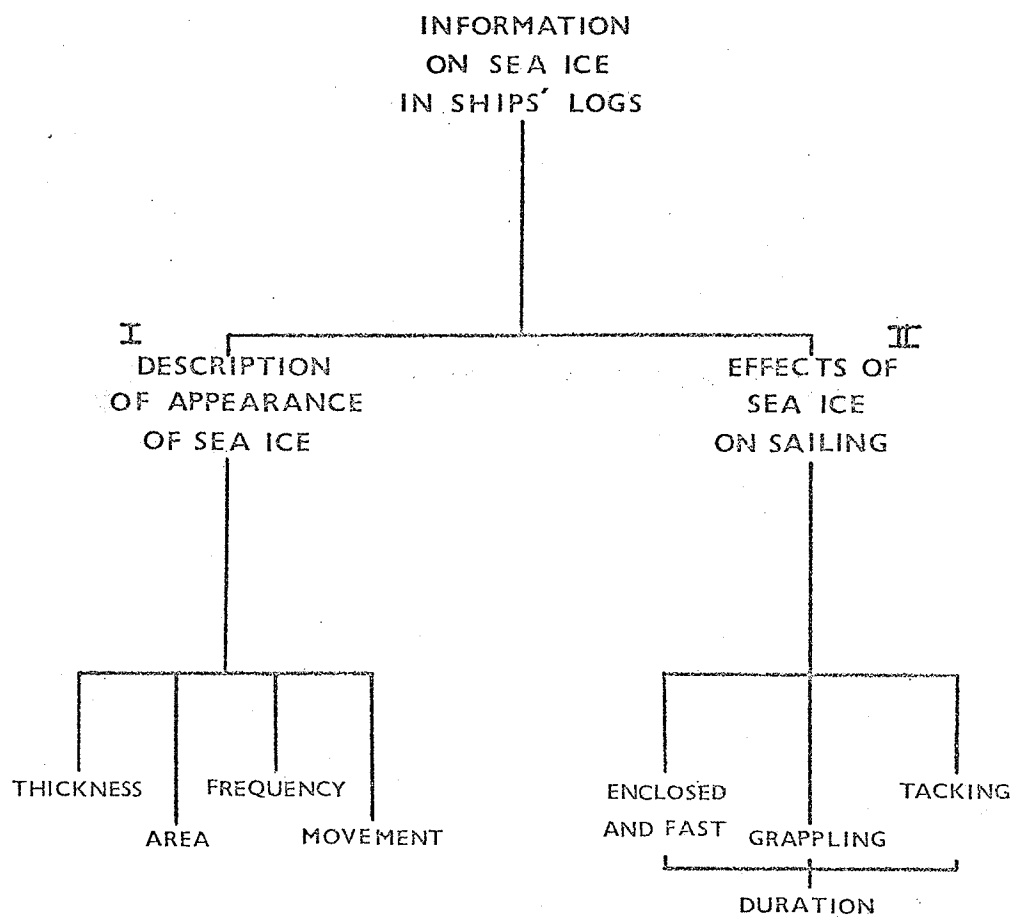 INFORMATION
ON SEA ICE
IN SHIPS' LOGS
I
DESCRIPTION
OF APPEARANCE
OF SEA ICE
II
EFFECTS OF
SEA ICE
ON SAILING
THICKNESS
AREA
FREQUENCY
MOVEMENT
ENCLOSED
AND FAST
GRAPPLING
TACKING
DURATION